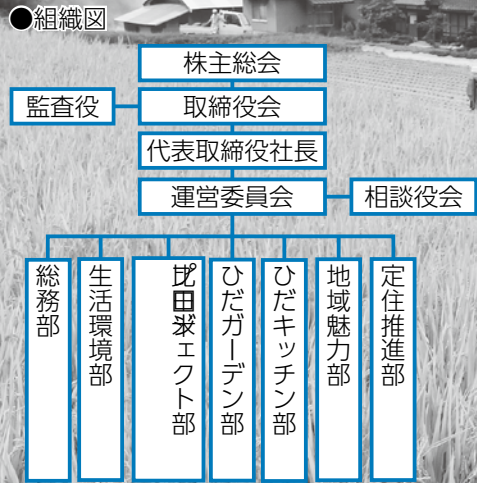 ●組織図
株主総会
監査役
取締役会
代表取締役社長
運営委員会
相談役会
総務部
生活環境部
ジェクト部
ひだガーデン部
ひだキッチン部
地域魅力部
定住推進部